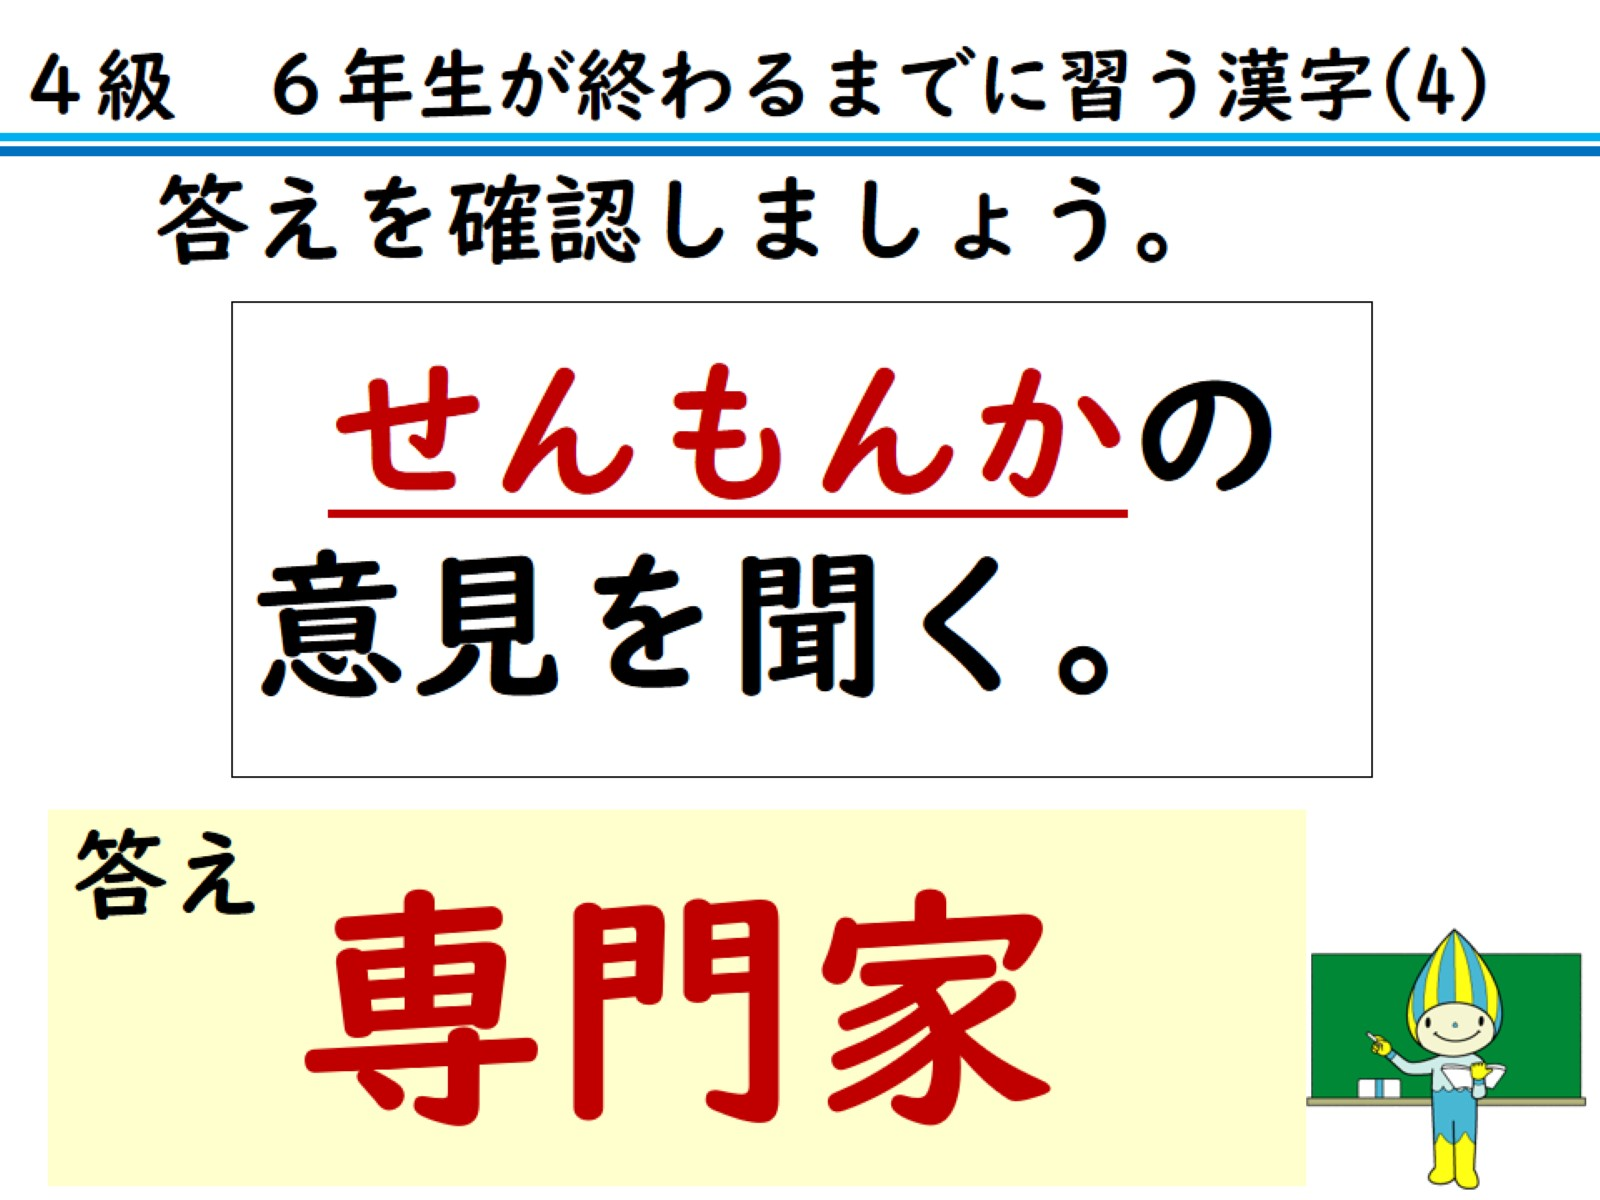 ４級　６年生が終わるまでに習う漢字(4)
答えを確認しましょう。
せんもんかの
意見を聞く。
答え
専門家